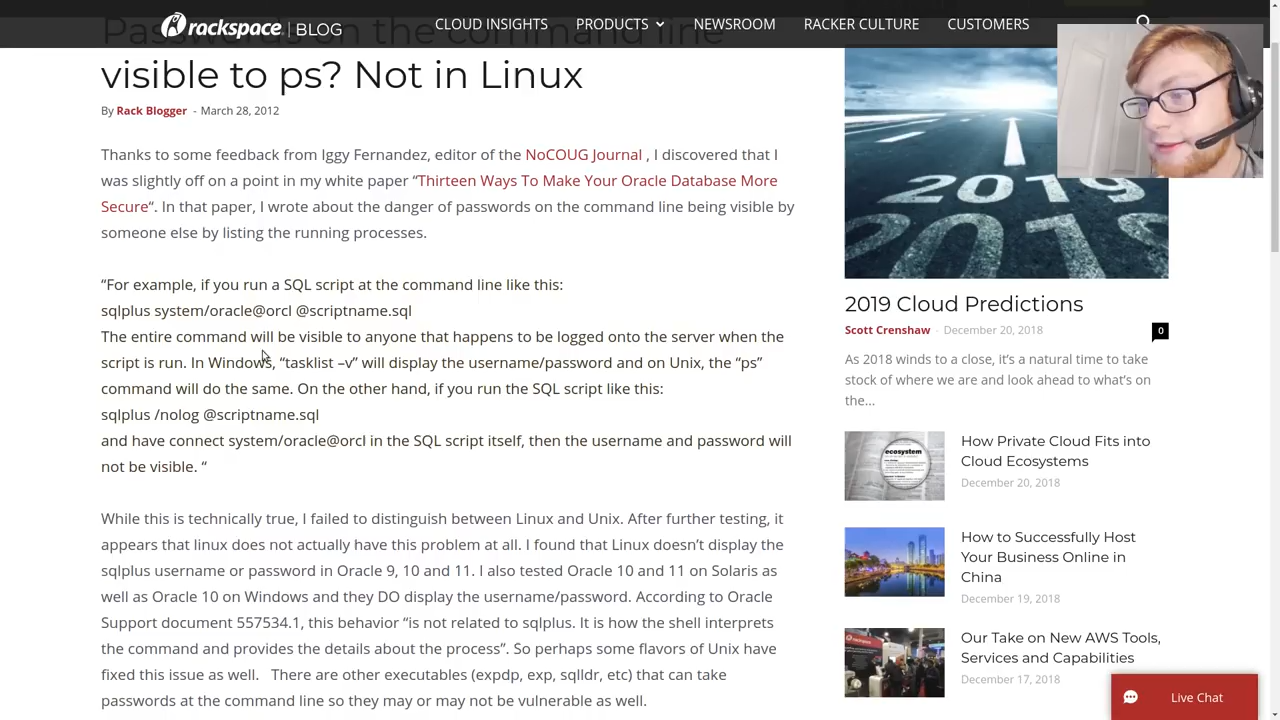 rackspace | BLOG
CLOUD INSIGHTS
PRODUCTS
NEWSROOM
RACKER CULTURE
CUSTOMERS
Passwords on the command line
visible to ps? Not in Linux
By Rack Blogger - March 28, 2012
Thanks to some feedback from Iggy Fernandez, editor of the NoCOUG Journal , I discovered that I
was slightly off on a point in my white paper “Thirteen Ways To Make Your Oracle Database More
Secure“. In that paper, I wrote about the danger of passwords on the command line being visible by
someone else by listing the running processes.
“For example, if you run a SQL script at the command line like this:
sqlplus system/oracle@orcl @scriptname.sql
The entire command will be visible to anyone that happens to be logged onto the server when the
script is run. In Windows, “tasklist –v” will display the username/password and on Unix, the “ps”
command will do the same. On the other hand, if you run the SQL script like this:
sqlplus /nolog @scriptname.sql
and have connect system/oracle@orcl in the SQL script itself, then the username and password will
not be visible. ”
While this is technically true, I failed to distinguish between Linux and Unix. After further testing, it
appears that linux does not actually have this problem at all. I found that Linux doesn’t display the
sqlplus username or password in Oracle 9, 10 and 11. I also tested Oracle 10 and 11 on Solaris as
well as Oracle 10 on Windows and they DO display the username/password. According to Oracle
Support document 557534.1, this behavior “is not related to sqlplus. It is how the shell interprets
the command and provides the details about the process”. So perhaps some flavors of Unix have
fixed this issue as well. There are other executables (expdp, exp, sqlldr, etc) that can take
passwords on the command line so they may or may not be vulnerable as well.
2019
2019 Cloud Predictions
Scott Crenshaw - December 20, 2018
0
As 2018 winds to a close, it’s a natural time to take
stock of where we are and look ahead to what’s on
the...
ecosystem
How Private Cloud Fits into
Cloud Ecosystems
December 20, 2018
How to Successfully Host
Your Business Online in
China
December 19, 2018
Our Take on New AWS Tools,
Services and Capabilities
December 17, 2018
Live Chat